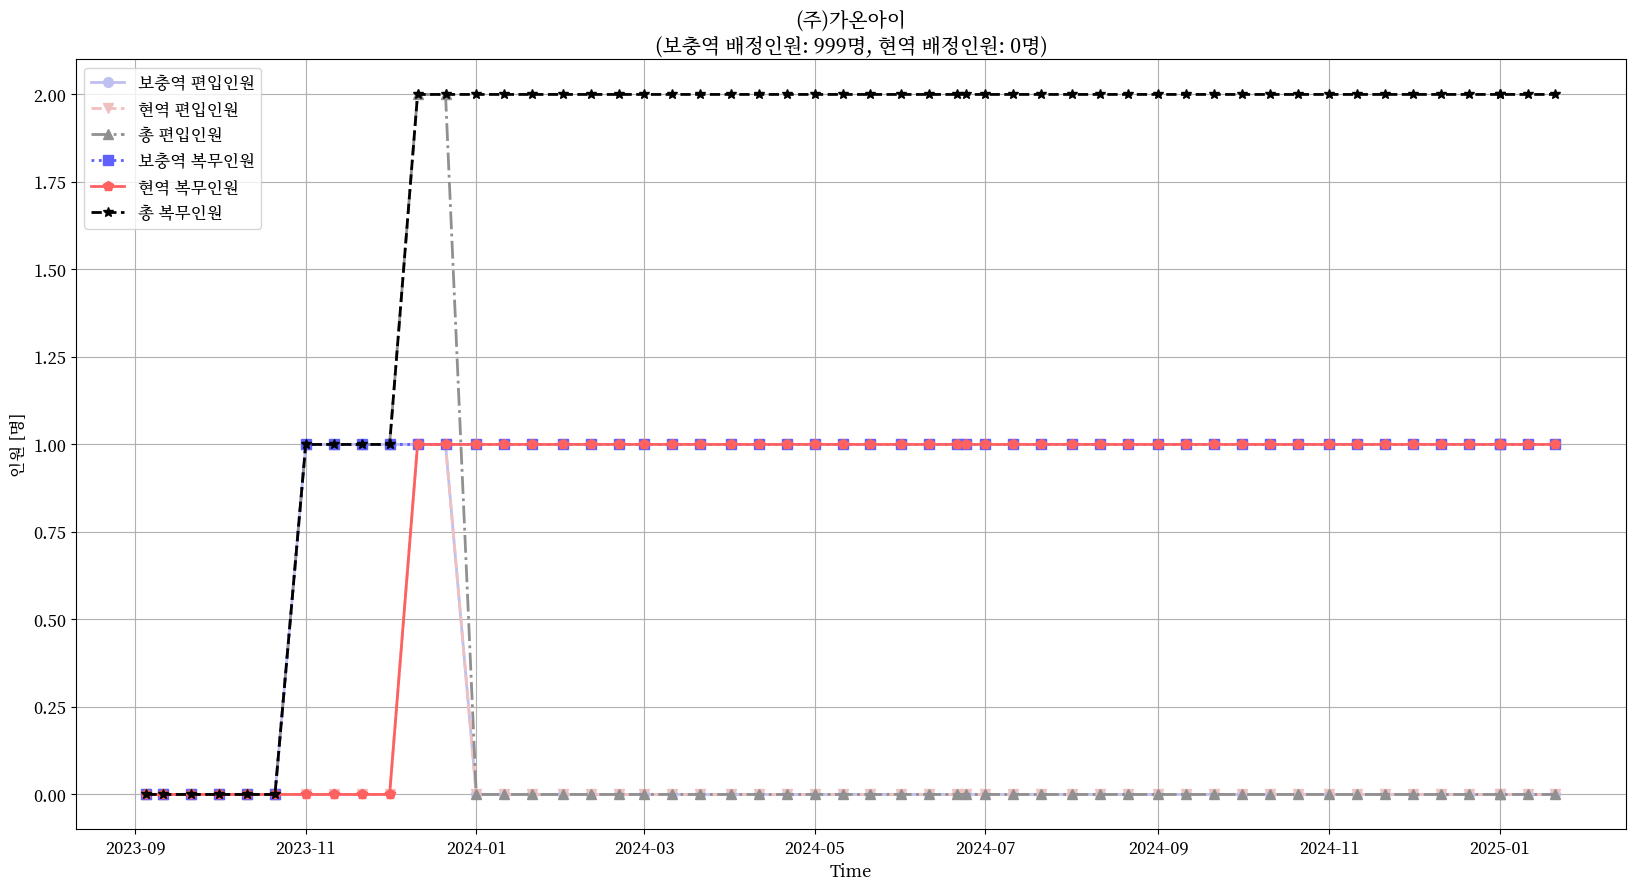 (주)가온아이
(보충역 배정인원: 999명, 현역 배정인원: 0명)
보충역 편입인원
현역 편입인원
총 편입인원
보충역 복무인원
현역 복무인원
총 복무인원
2.00
1.75
1.50
1.25
1.00
0.75
0.50
0.25
0.00
인원 [명]
2023-09 2023-11 2024-01 2024-03 2024-05 2024-07 2024-09 2024-11 2025-01
Time